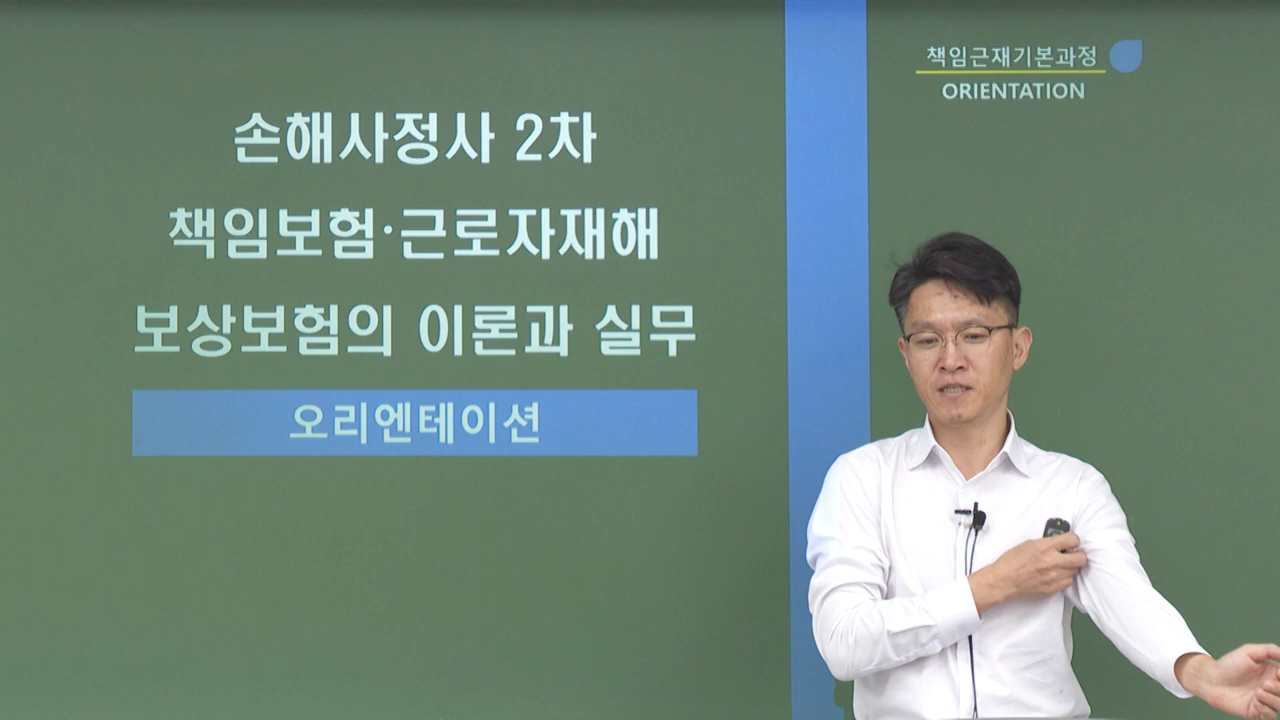 손해사정사 2차
책임보험·근로자재해
보상보험의 이론과 실무
오리엔테이션
책임근재기본과정
ORIENTATION